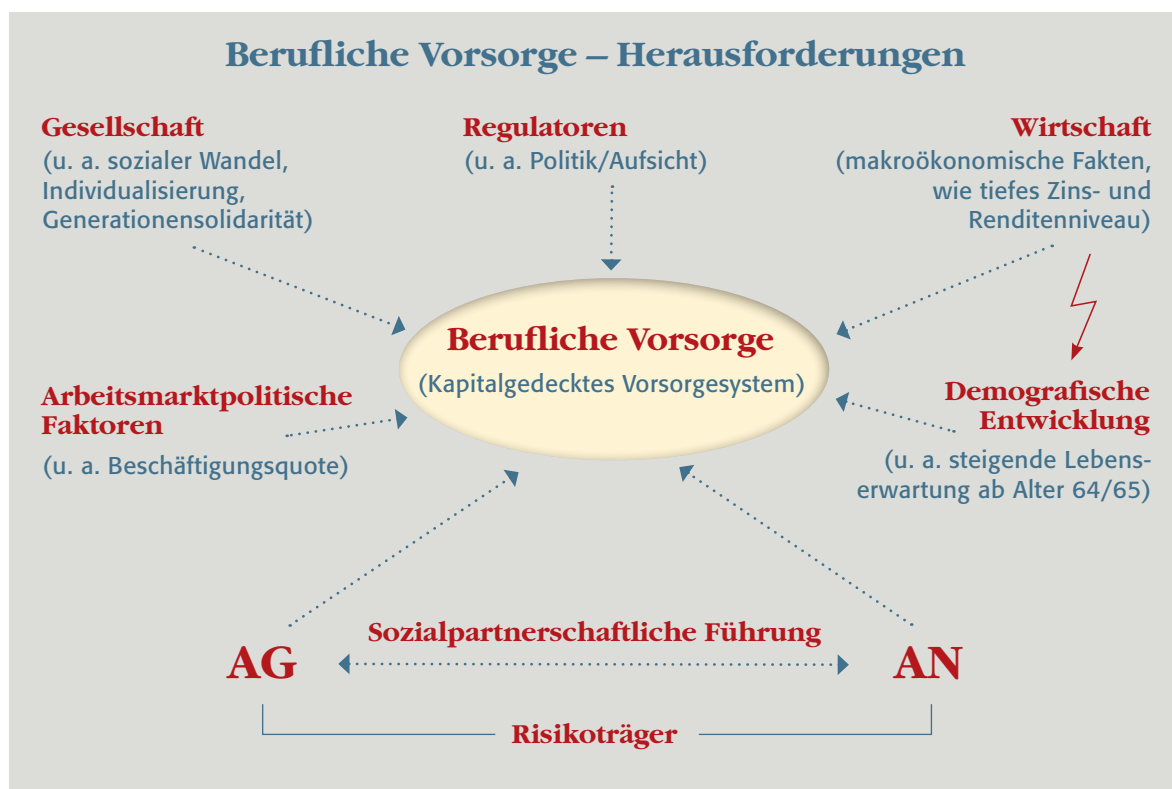 Berufliche Vorsorge – Herausforderungen
Gesellschaft
(u. a. sozialer Wandel,
Individualisierung,
Generationensolidarität)
Regulatoren
(u. a. Politik/Aufsicht)
Wirtschaft
(makroökonomische Fakten,
wie tiefes Zins- und
Renditenniveau)
Berufliche Vorsorge
(Kapitalgedecktes Vorsorgesystem)
Arbeitsmarktpolitische
Faktoren
(u. a. Beschäftigungsquote)
Demografische
Entwicklung
(u. a. steigende Lebens-
erwartung ab Alter 64/65)
Sozialpartnerschaftliche Führung
AG
AN
Risikoträger